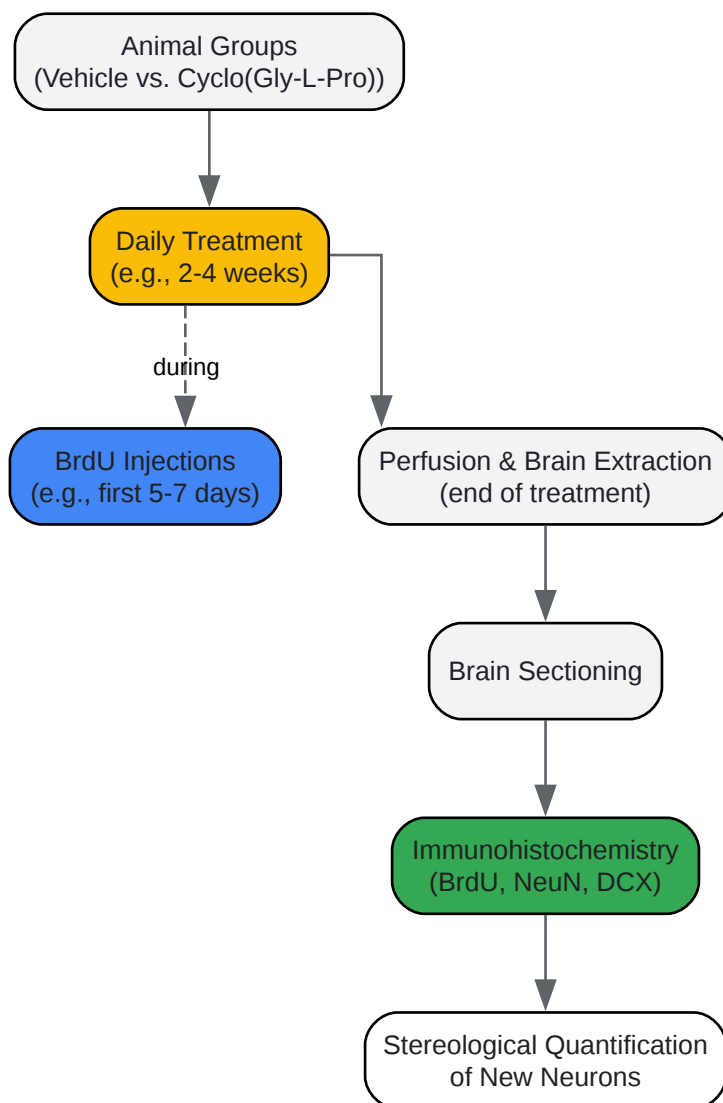 Animal Groups
(Vehicle vs. Cyclo(Gly-L-Pro))
Daily Treatment
(e.g., 2-4 weeks)
during
BrdU Injections
(e.g., first 5-7 days)
Perfusion & Brain Extraction
(end of treatment)
Brain Sectioning
Immunohistochemistry
(BrdU, NeuN, DCX)
Stereological Quantification
of New Neurons